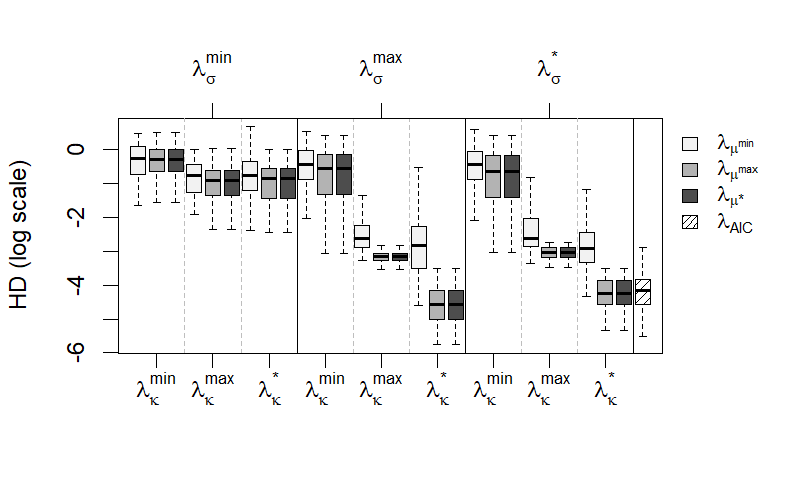 λσmin λσmax λσ*
HD (log scale)
0
-2
-4
-6
λκmin λκmax λκ* λκmin λκmax λκ* λκmin λκmax λκ*
λμmin
λμmax
λμ*
λAIC